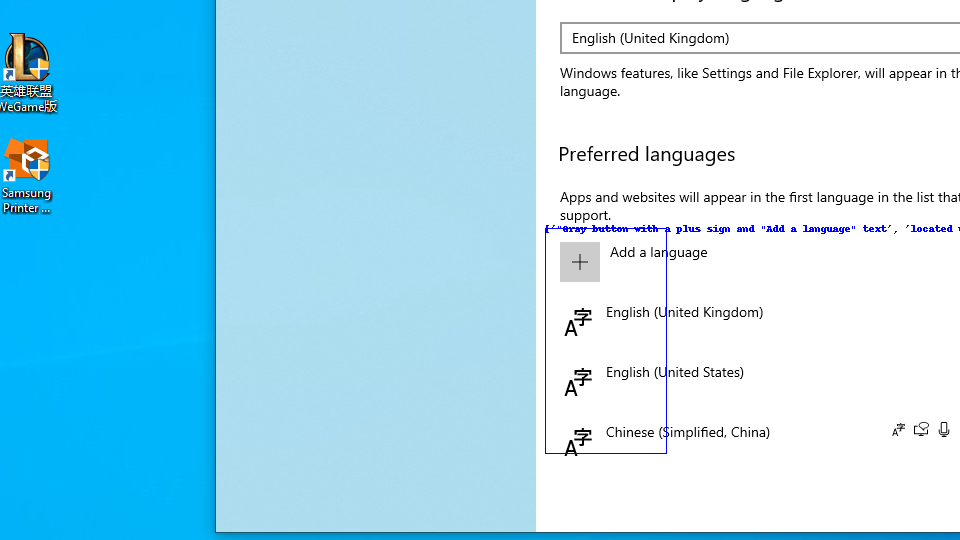 英雄联盟
WeGame版
Samsung
Printer ...
English (United Kingdom)
Windows features, like Settings and File Explorer, will appear in th
language.
Preferred languages
Apps and websites will appear in the first language in the list that
support.
['"Gray button with a plus sign and "Add a language" text', 'located
Add a language
English (United Kingdom)
English (United States)
Chinese (Simplified, China)